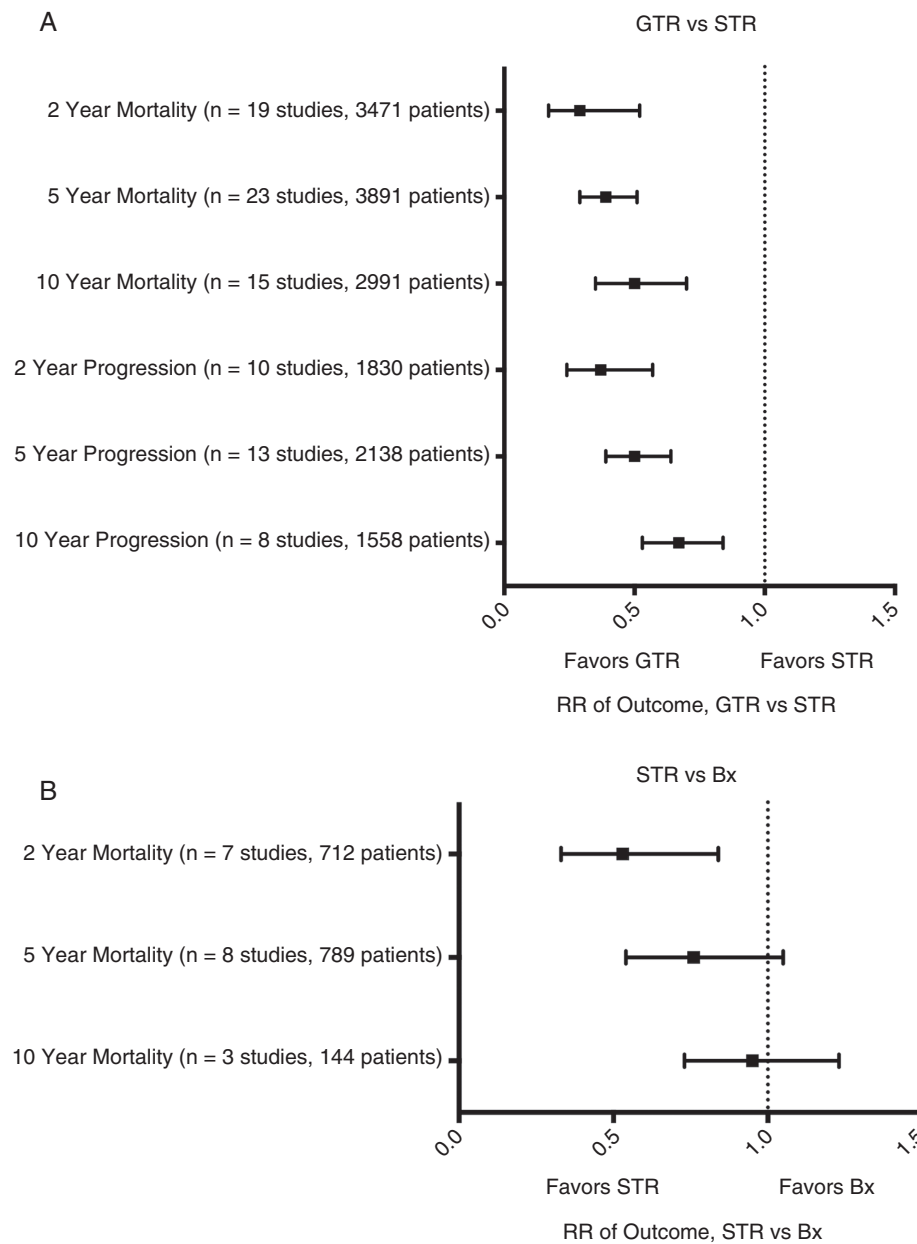 A
GTR vs STR
2 Year Mortality (n = 19 studies, 3471 patients)
5 Year Mortality (n = 23 studies, 3891 patients)
10 Year Mortality (n = 15 studies, 2991 patients)
2 Year Progression (n = 10 studies, 1830 patients)
5 Year Progression (n = 13 studies, 2138 patients)
10 Year Progression (n = 8 studies, 1558 patients)
0.0 0.5 1.0 1.5
Favors GTR Favors STR
RR of Outcome, GTR vs STR
B
STR vs Bx
2 Year Mortality (n = 7 studies, 712 patients)
5 Year Mortality (n = 8 studies, 789 patients)
10 Year Mortality (n = 3 studies, 144 patients)
0.0 0.5 1.0 1.5
Favors STR Favors Bx
RR of Outcome, STR vs Bx